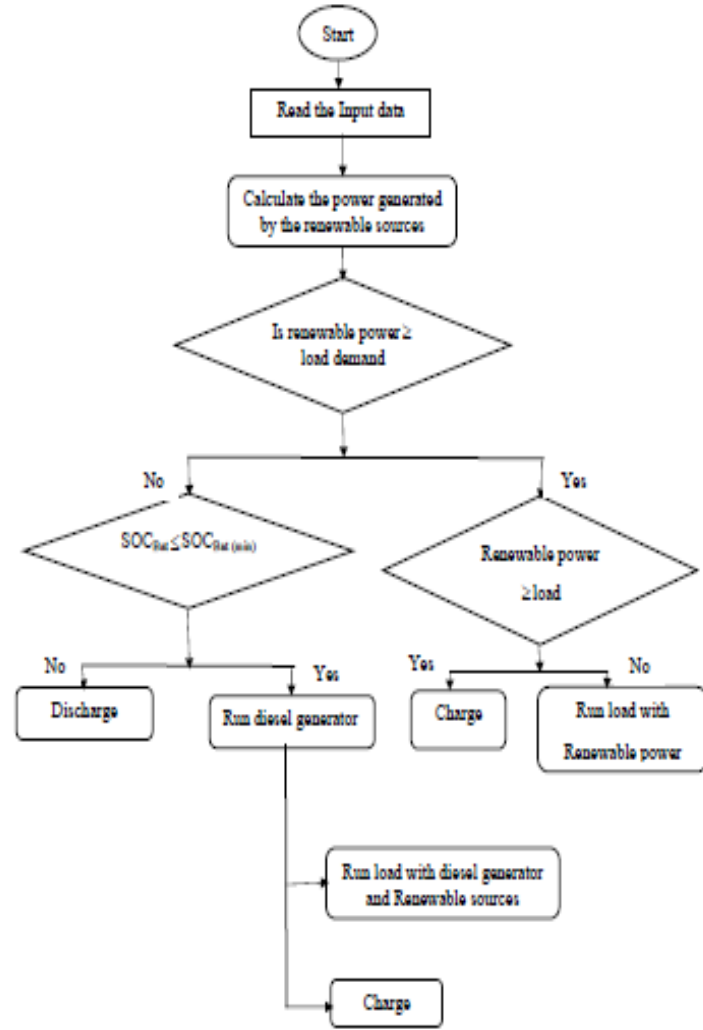 Start
Read the Input data
Calculate the power generated
by the renewable sources
Is renewable power ≥
load demand
No
Yes
SOCBat ≤ SOCBat (min)
Renewable power
≥ load
No
Yes
Yes
No
Discharge
Run diesel generator
Charge
Run load with
Renewable power
Run load with diesel generator
and Renewable sources
Charge